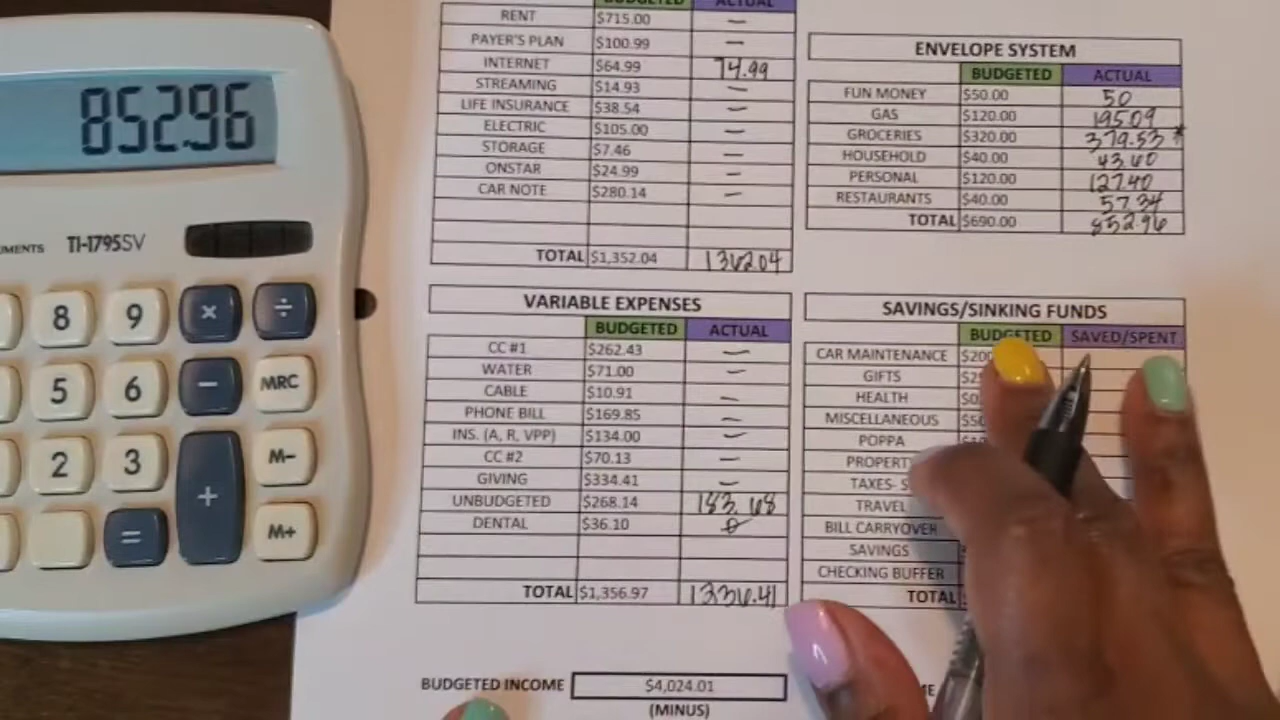 85296
UMENTS TI-1795SV
8 9 × ÷
5 6 − MRC
2 3 + M−
= M+
BUDGETED ACTUAL
RENT $715.00 —
PAYER'S PLAN $100.99 —
INTERNET $64.99 74.99
STREAMING $14.93 —
LIFE INSURANCE $38.54 —
ELECTRIC $105.00 —
STORAGE $7.46 —
ONSTAR $24.99 —
CAR NOTE $280.14 —
TOTAL $1,352.04 1362.04
ENVELOPE SYSTEM
BUDGETED ACTUAL
FUN MONEY $50.00 50
GAS $120.00 195.09
GROCERIES $320.00 379.53 *
HOUSEHOLD $40.00 43.60
PERSONAL $120.00 127.40
RESTAURANTS $40.00 57.34
TOTAL $690.00 852.96
VARIABLE EXPENSES
BUDGETED ACTUAL
CC #1 $262.43 —
WATER $71.00 —
CABLE $10.91 —
PHONE BILL $169.85 —
INS. (A, R, VPP) $134.00 —
CC #2 $70.13 —
GIVING $334.41 —
UNBUDGETED $268.14 183.68
DENTAL $36.10 0
TOTAL $1,356.97 1336.41
SAVINGS/SINKING FUNDS
BUDGETED SAVED/SPENT
CAR MAINTENANCE $200
GIFTS
HEALTH
MISCELLANEOUS
POPPA
PROPERT
TAXES- S
TRAVEL
BILL CARRYOVER
SAVINGS
CHECKING BUFFER
TOTAL
BUDGETED INCOME $4,024.01
(MINUS)